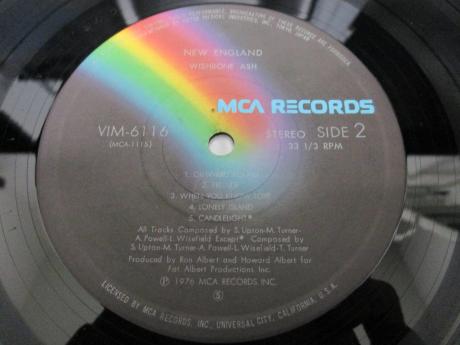 NEW ENGLAND
WISHBONE ASH
MCA RECORDS
VIM-6116
(MCA-1115)
STEREO SIDE 2
33 1/3 RPM
2. PRELUDE
3. WHEN YOU KNOW LOVE
4. LONELY ISLAND
5. CANDLELIGHT*
All Tracks Composed by S. Upton-M. Turner-
A. Powell-L. Wisefield Except* Composed by
S. Upton-M. Turner-A. Powell-L. Wisefield-T. Turner
Produced by Ron Albert and Howard Albert for
Fat Albert Productions Inc.
Ⓟ 1976 MCA RECORDS, INC.
Ⓢ
LICENSED BY MCA RECORDS, INC., UNIVERSAL CITY, CALIFORNIA, U.S.A.